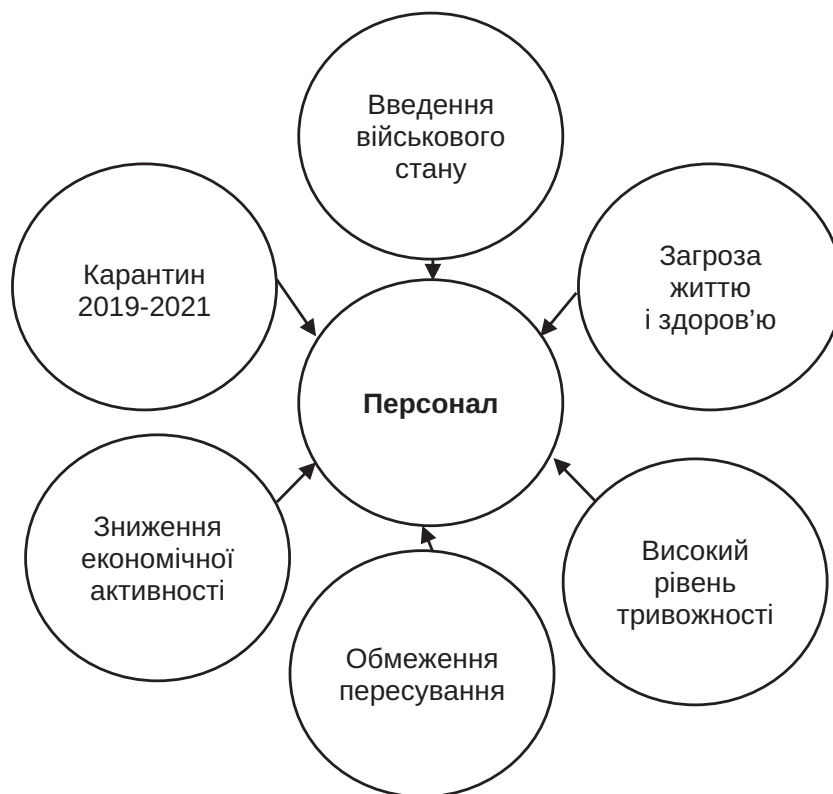 Введення
військового
стану
Загроза
життю
і здоров’ю
Карантин
2019-2021
Персонал
Зниження
економічної
активності
Високий
рівень
тривожності
Обмеження
пересування